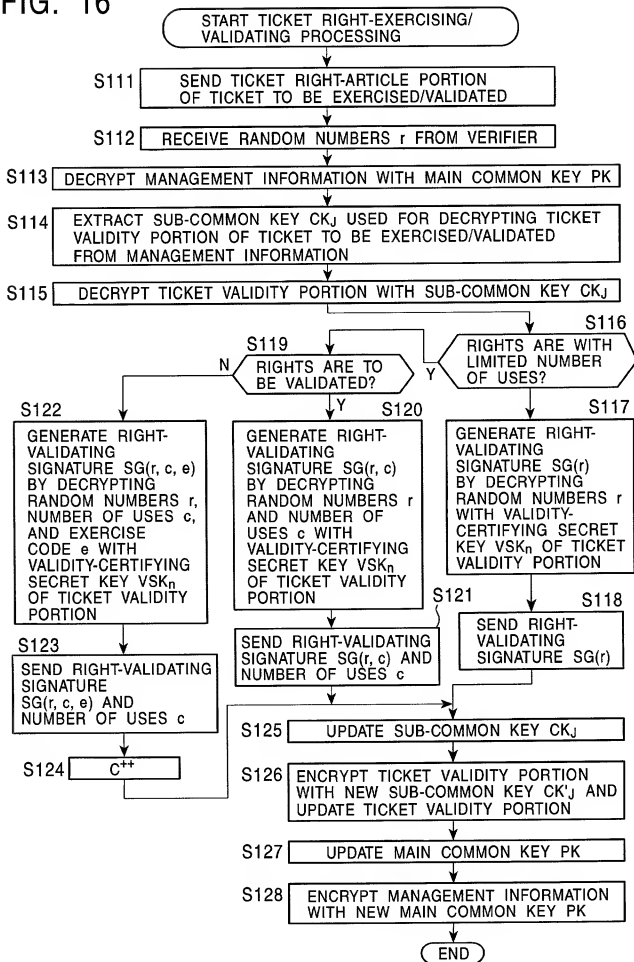 FIG. 16
START TICKET RIGHT-EXERCISING/
VALIDATING PROCESSING
S111
SEND TICKET RIGHT-ARTICLE PORTION
OF TICKET TO BE EXERCISED/VALIDATED
S112
RECEIVE RANDOM NUMBERS r FROM VERIFIER
S113
DECRYPT MANAGEMENT INFORMATION WITH MAIN COMMON KEY PK
S114
EXTRACT SUB-COMMON KEY CKJ USED FOR DECRYPTING TICKET
VALIDITY PORTION OF TICKET TO BE EXERCISED/VALIDATED
FROM MANAGEMENT INFORMATION
S115
DECRYPT TICKET VALIDITY PORTION WITH SUB-COMMON KEY CKJ
S116
RIGHTS ARE WITH
LIMITED NUMBER
OF USES?
Y
S119
RIGHTS ARE TO
BE VALIDATED?
N
Y
S122
GENERATE RIGHT-
VALIDATING
SIGNATURE SG(r, c, e)
BY DECRYPTING
RANDOM NUMBERS r,
NUMBER OF USES c,
AND EXERCISE
CODE e WITH
VALIDITY-CERTIFYING
SECRET KEY VSKn
OF TICKET VALIDITY
PORTION
S120
GENERATE RIGHT-
VALIDATING
SIGNATURE SG(r, c)
BY DECRYPTING
RANDOM NUMBERS r
AND NUMBER OF
USES c WITH
VALIDITY-CERTIFYING
SECRET KEY VSKn
OF TICKET VALIDITY
PORTION
S117
GENERATE RIGHT-
VALIDATING
SIGNATURE SG(r)
BY DECRYPTING
RANDOM NUMBERS r
WITH VALIDITY-
CERTIFYING SECRET
KEY VSKn OF TICKET
VALIDITY PORTION
S123
SEND RIGHT-VALIDATING
SIGNATURE
SG(r, c, e) AND
NUMBER OF USES c
S121
SEND RIGHT-VALIDATING
SIGNATURE SG(r, c) AND
NUMBER OF USES c
S118
SEND RIGHT-
VALIDATING
SIGNATURE SG(r)
S124
C++
S125
UPDATE SUB-COMMON KEY CKJ
S126
ENCRYPT TICKET VALIDITY PORTION
WITH NEW SUB-COMMON KEY CK'J AND
UPDATE TICKET VALIDITY PORTION
S127
UPDATE MAIN COMMON KEY PK
S128
ENCRYPT MANAGEMENT INFORMATION
WITH NEW MAIN COMMON KEY PK
END